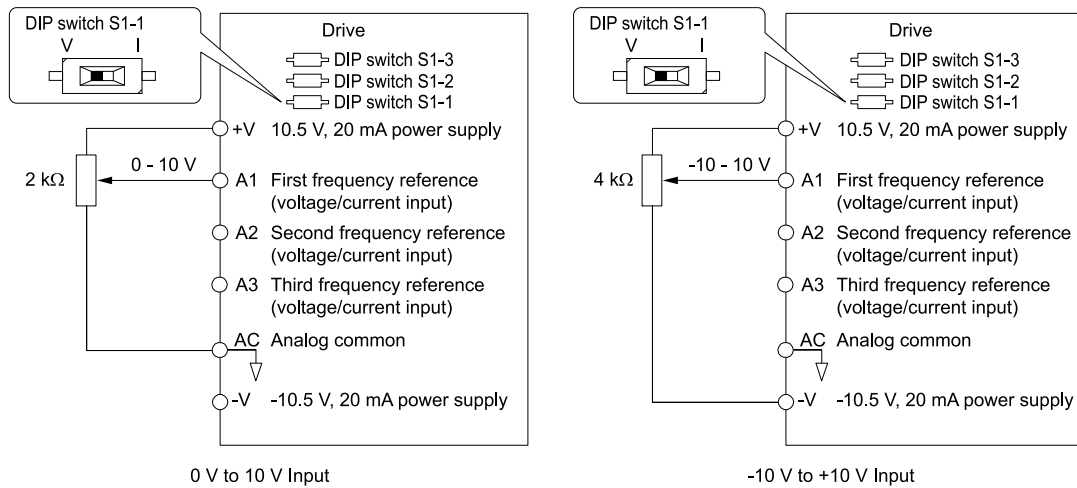 DIP switch S1-1
V I
Drive
DIP switch S1-3
DIP switch S1-2
DIP switch S1-1
+V 10.5 V, 20 mA power supply
2 kΩ
0 - 10 V
A1 First frequency reference
(voltage/current input)
A2 Second frequency reference
(voltage/current input)
A3 Third frequency reference
(voltage/current input)
AC Analog common
-V -10.5 V, 20 mA power supply
0 V to 10 V Input
DIP switch S1-1
V I
Drive
DIP switch S1-3
DIP switch S1-2
DIP switch S1-1
+V 10.5 V, 20 mA power supply
4 kΩ
-10 - 10 V
A1 First frequency reference
(voltage/current input)
A2 Second frequency reference
(voltage/current input)
A3 Third frequency reference
(voltage/current input)
AC Analog common
-V -10.5 V, 20 mA power supply
-10 V to +10 V Input